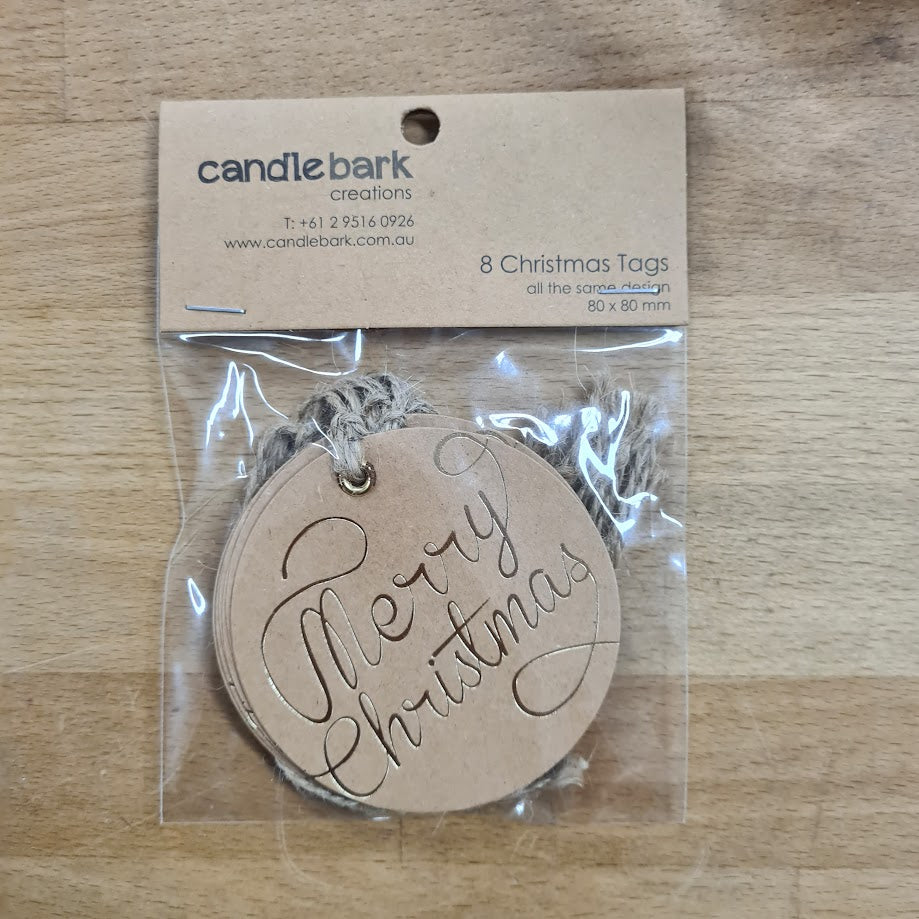 candlebark
creations
T: +61 2 9516 0926
www.candlebark.com.au
8 Christmas Tags
all the same design
80 x 80 mm
Merry
Christmas